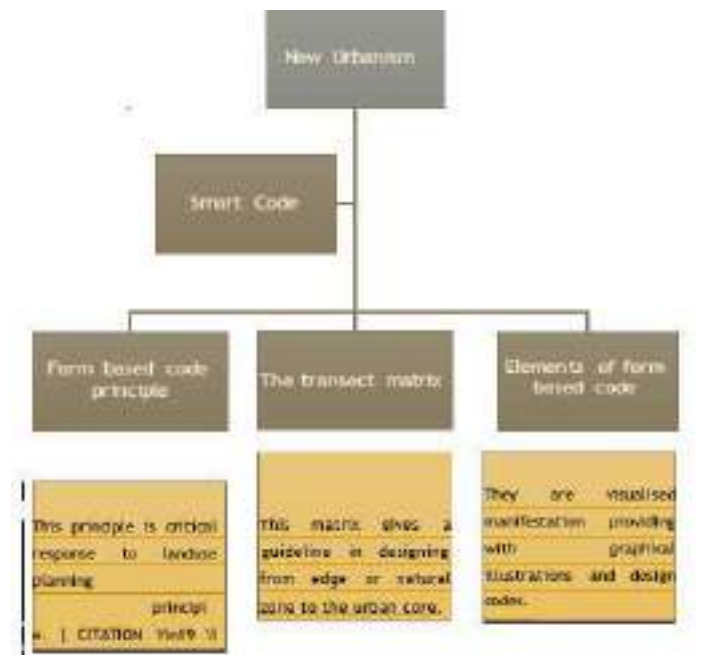 New Urbanism
Smart Code
Form based code
principle
The transect matrix
Elements of form
based code
This principle is critical
response to landuse
planning
principl
e. [ CITATION
This matrix gives a
guideline in designing
from edge or natural
zone to the urban core.
They are visualised
manifestation providing
with graphical
illustrations and design
codes.